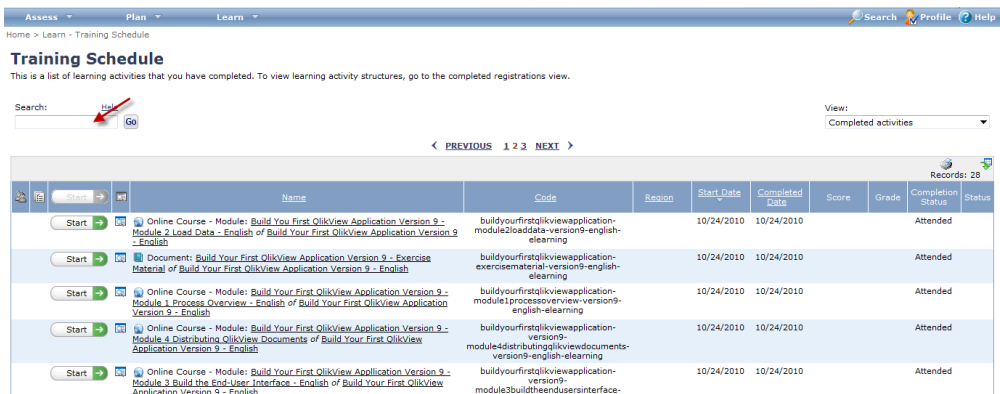 Assess Plan Learn Search Profile Help
Home > Learn - Training Schedule
Training Schedule
This is a list of learning activities that you have completed. To view learning activity structures, go to the completed registrations view.
Search: Help
Go
View:
Completed activities
PREVIOUS 1 2 3 NEXT
Records: 28
Start Name Code Region Start Date Completed Date Score Grade Completion Status Status
Start Online Course - Module: Build You First QlikView Application Version 9 - buildyourfirstqlikviewapplication- 10/24/2010 10/24/2010 Attended
Module 2 Load Data - English of Build Your First QlikView Application Version 9 module2loaddata-version9-english-
- English elearning
Start Document: Build Your First QlikView Application Version 9 - Exercise buildyourfirstqlikviewapplication- 10/24/2010 10/24/2010 Attended
Material of Build Your First QlikView Application Version 9 - English exercisematerial-version9-english-
elearning
Start Online Course - Module: Build Your First QlikView Application Version 9 - buildyourfirstqlikviewapplication- 10/24/2010 10/24/2010 Attended
Module 1 Process Overview - English of Build Your First QlikView Application module1processoverview-version9-
Version 9 - English english-elearning
Start Online Course - Module: Build Your First QlikView Application Version 9 - buildyourfirstqlikviewapplication- 10/24/2010 10/24/2010 Attended
Module 4 Distributing QlikView Documents of Build Your First QlikView version9-
Application Version 9 - English module4distributingqlikviewdocuments-
version9-english-elearning
Start Online Course - Module: Build Your First QlikView Appllication Version 9 - buildyourfirstqlikviewapplication- 10/24/2010 10/24/2010 Attended
Module 3 Build the End-User Interface - English of Build Your First QlikView version9-
Application Version 9 - English module3buildtheendusersinterface-